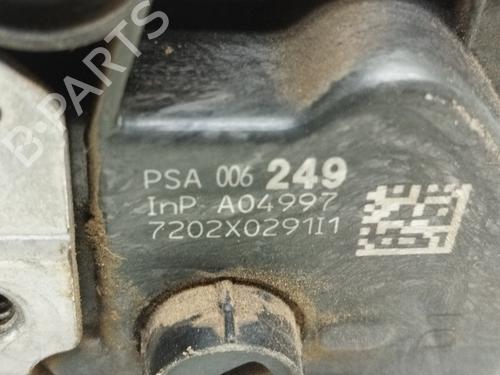 B-PARTS
PSA 006 249
InP A04997
7202X0291I1